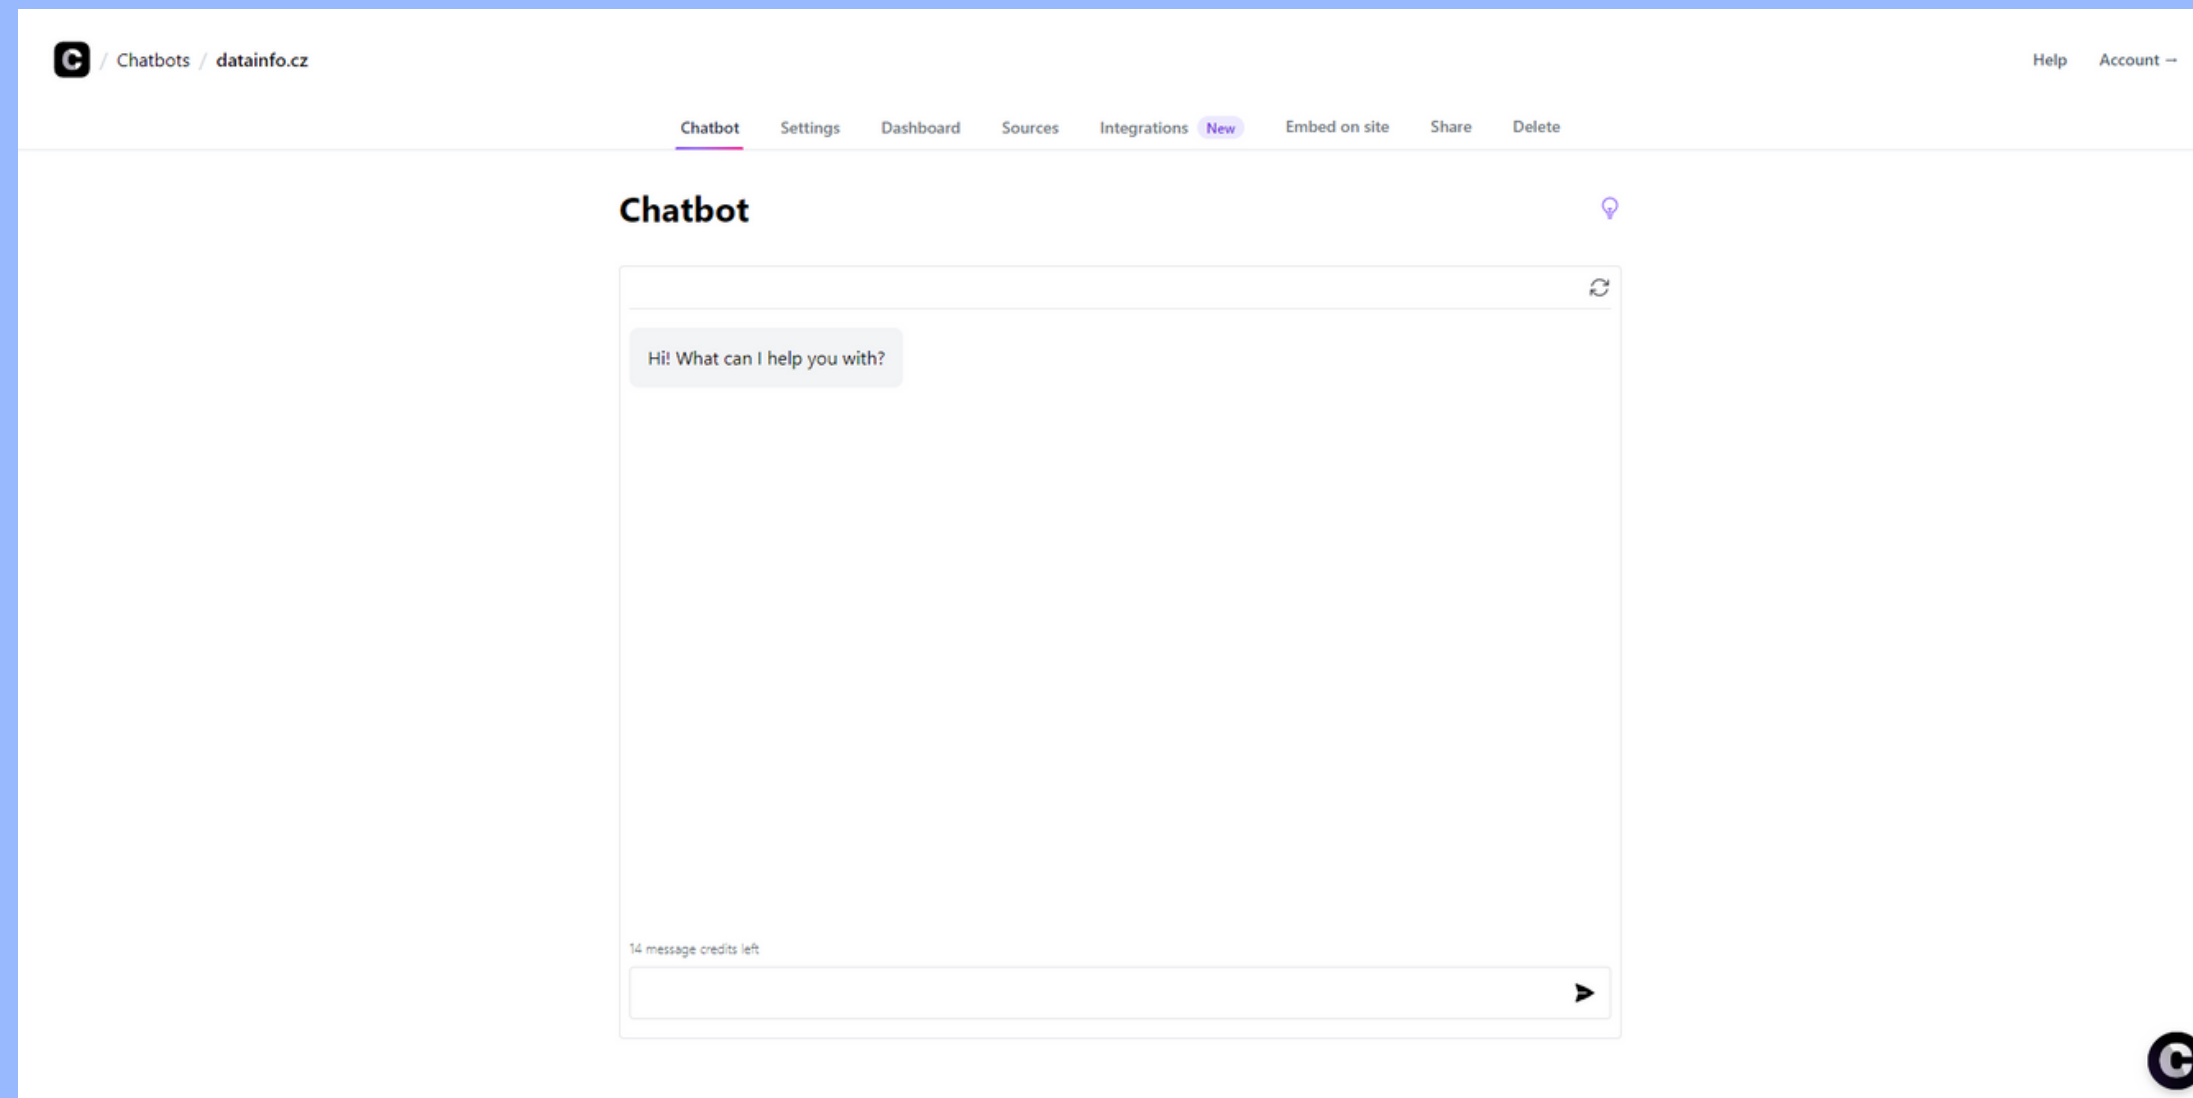 C / Chatbots / datainfo.cz
Help Account →
Chatbot Settings Dashboard Sources Integrations New Embed on site Share Delete
Chatbot
Hi! What can I help you with?
14 message credits left
C